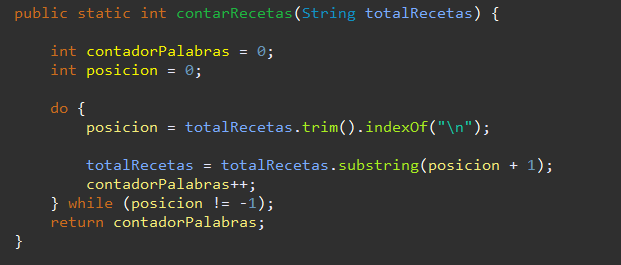 public static int contarRecetas(String totalRecetas) {
int contadorPalabras = 0;
int posicion = 0;
do {
posicion = totalRecetas.trim().indexOf("\n");
totalRecetas = totalRecetas.substring(posicion + 1);
contadorPalabras++;
} while (posicion != -1);
return contadorPalabras;
}